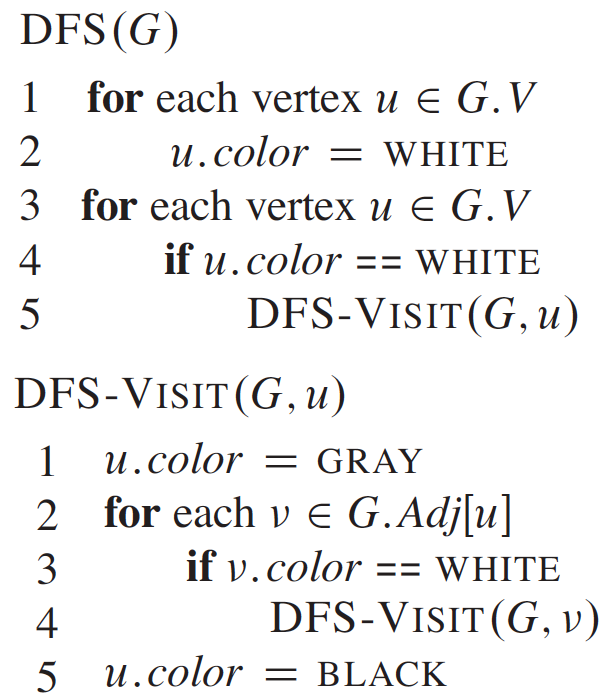 DFS(G)
1 for each vertex u ∈ G.V
2 u.color = WHITE
3 for each vertex u ∈ G.V
4 if u.color == WHITE
5 DFS-VISIT(G, u)
DFS-VISIT(G, u)
1 u.color = GRAY
2 for each v ∈ G.Adj[u]
3 if v.color == WHITE
4 DFS-VISIT(G, v)
5 u.color = BLACK